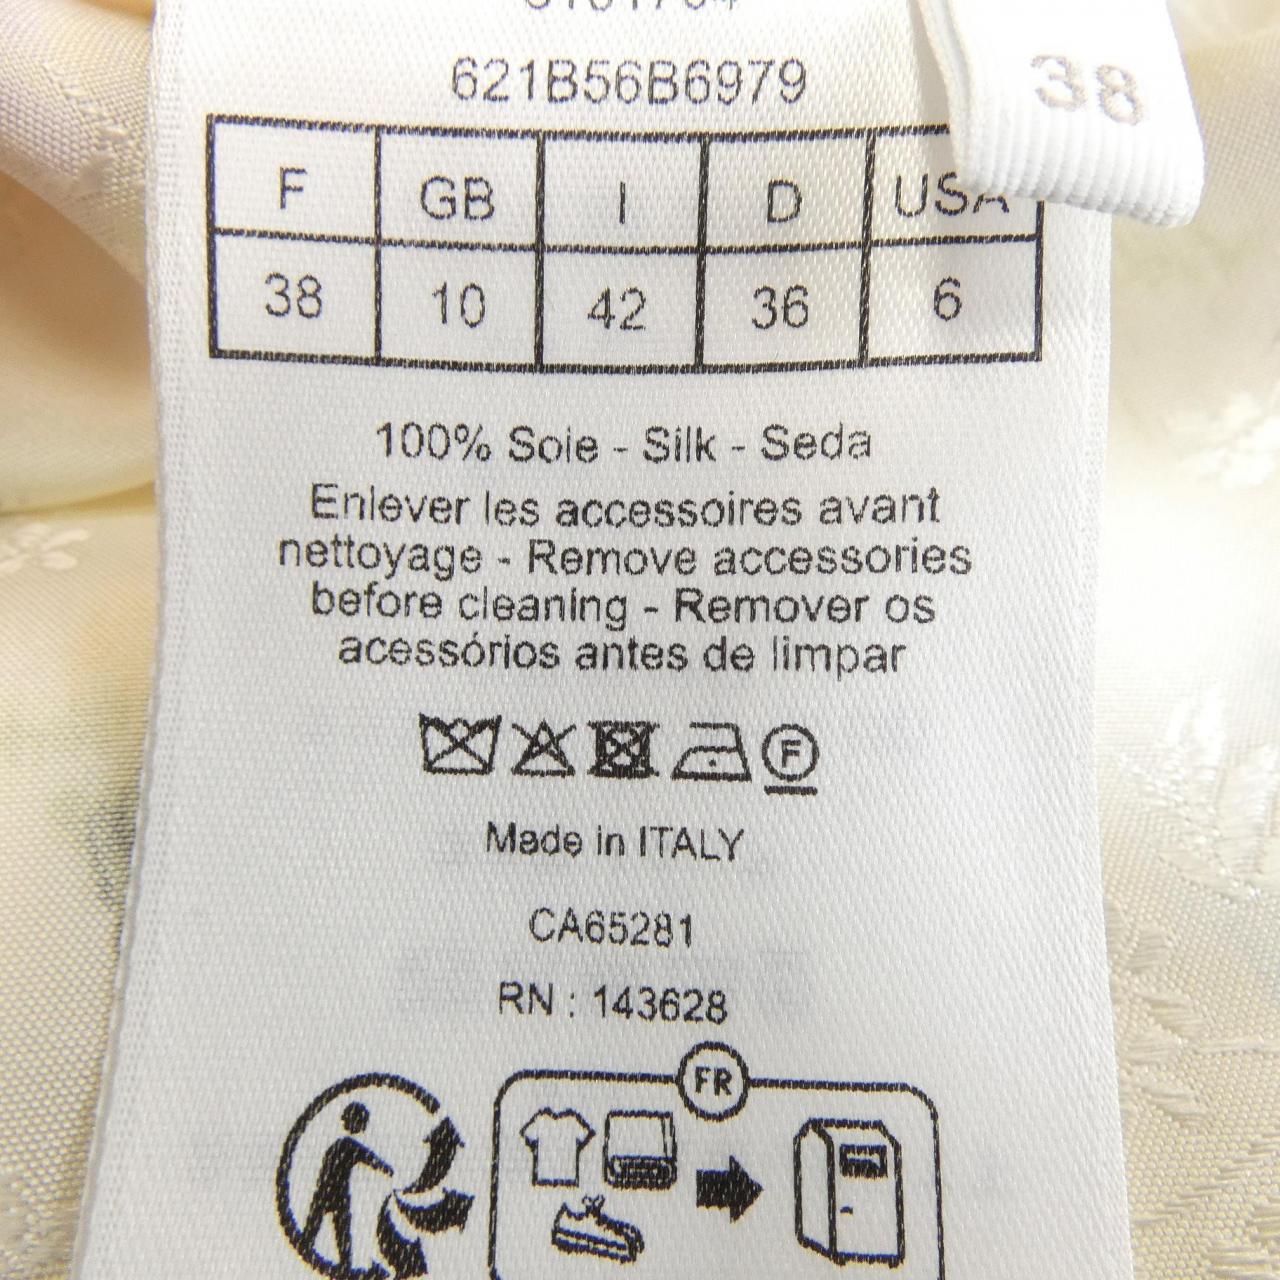 621B56B6979
38
F GB I D USA
38 10 42 36 6
100% Soie - Silk - Seda
Enlever les accessoires avant
nettoyage - Remove accessories
before cleaning - Remover os
acessórios antes de limpar
F
Made in ITALY
CA65281
RN : 143628
FR